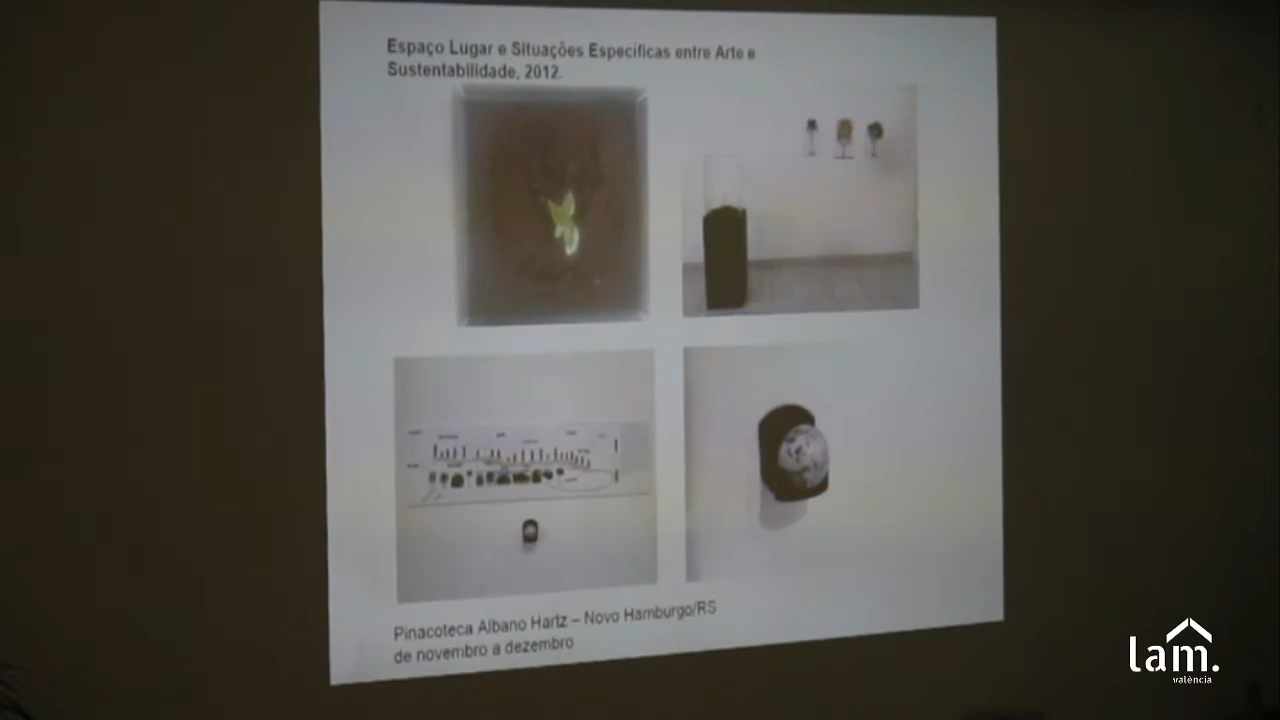 Espaço Lugar e Situações Específicas entre Arte e
Sustentabilidade, 2012.
Pinacoteca Albano Hartz – Novo Hamburgo/RS
de novembro a dezembro
lam.
valència